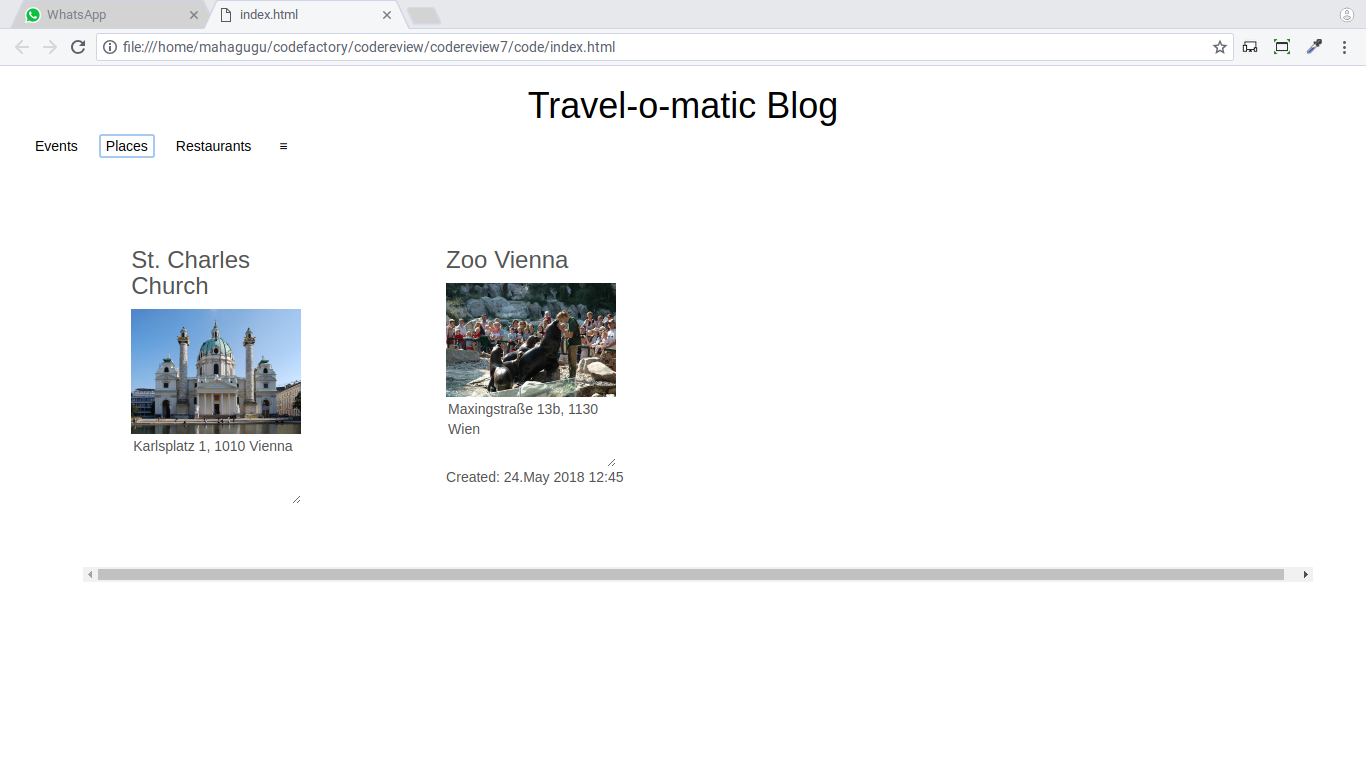 WhatsApp
index.html
file:///home/mahagugu/codefactory/codereview/codereview7/code/index.html
Travel-o-matic Blog
Events Places Restaurants ≡
St. Charles
Church
Karlsplatz 1, 1010 Vienna
Zoo Vienna
Maxingstraße 13b, 1130
Wien
Created: 24.May 2018 12:45